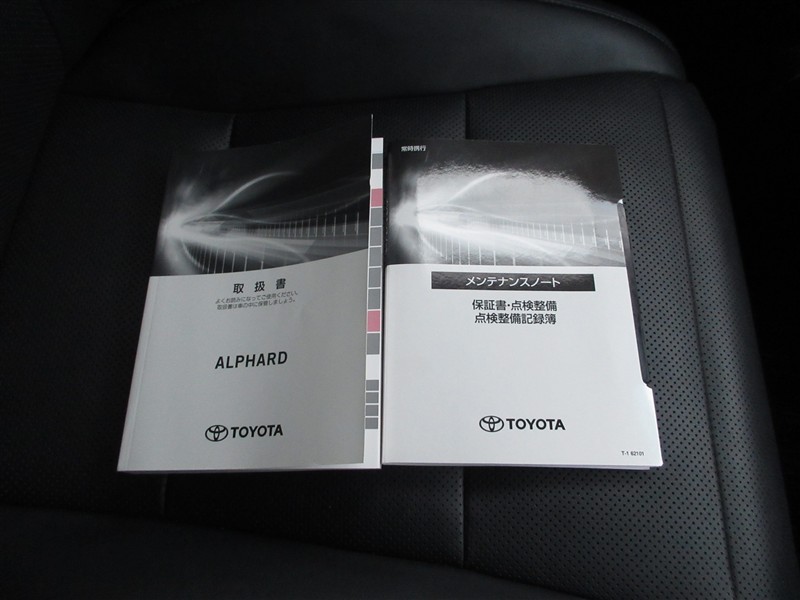 取扱書
よくお読みになってご使用ください。
取扱書は車の中に保管しましょう。
ALPHARD
TOYOTA
常時携行
メンテナンスノート
保証書・点検整備
点検整備記録簿
TOYOTA
T-1 62101